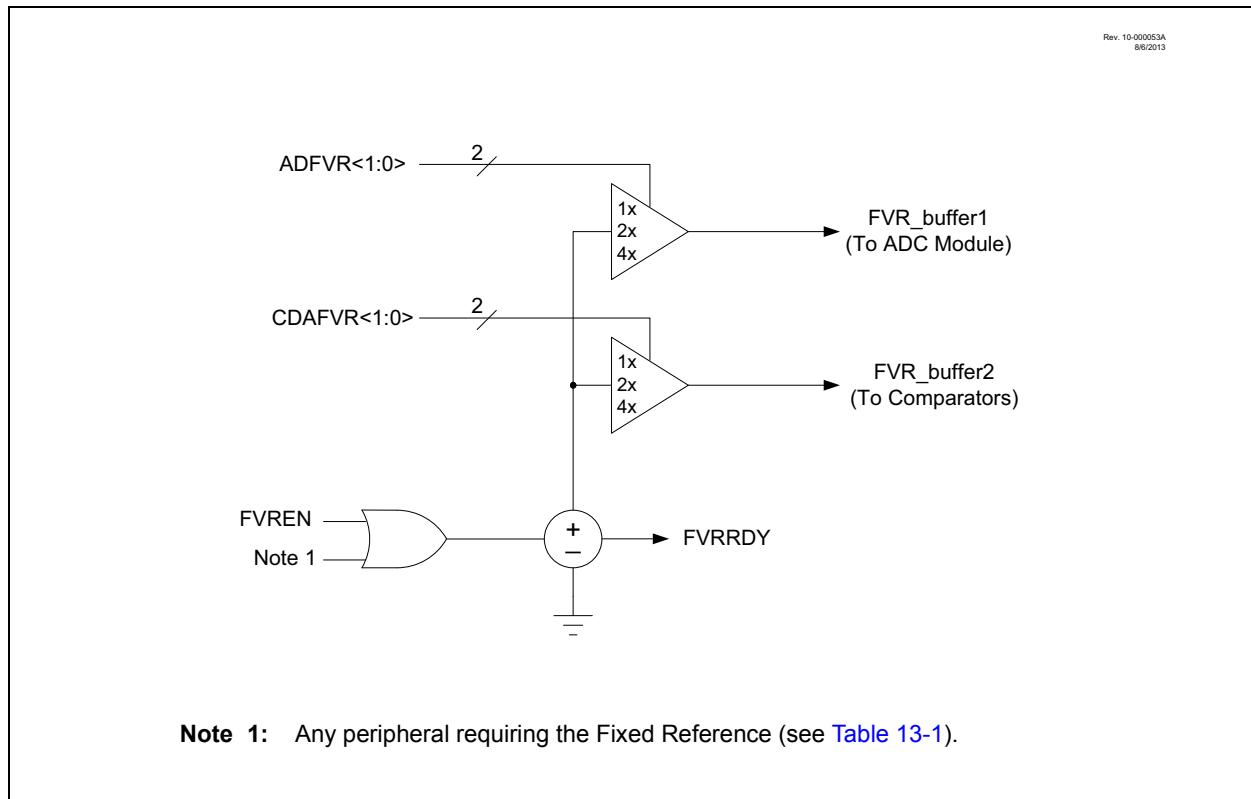 Rev. 10-000053A
8/6/2013
ADFVR<1:0>
2
1x
2x
4x
FVR_buffer1
(To ADC Module)
CDAFVR<1:0>
2
1x
2x
4x
FVR_buffer2
(To Comparators)
FVREN
Note 1
+
–
FVRRDY
Note 1: Any peripheral requiring the Fixed Reference (see Table 13-1).